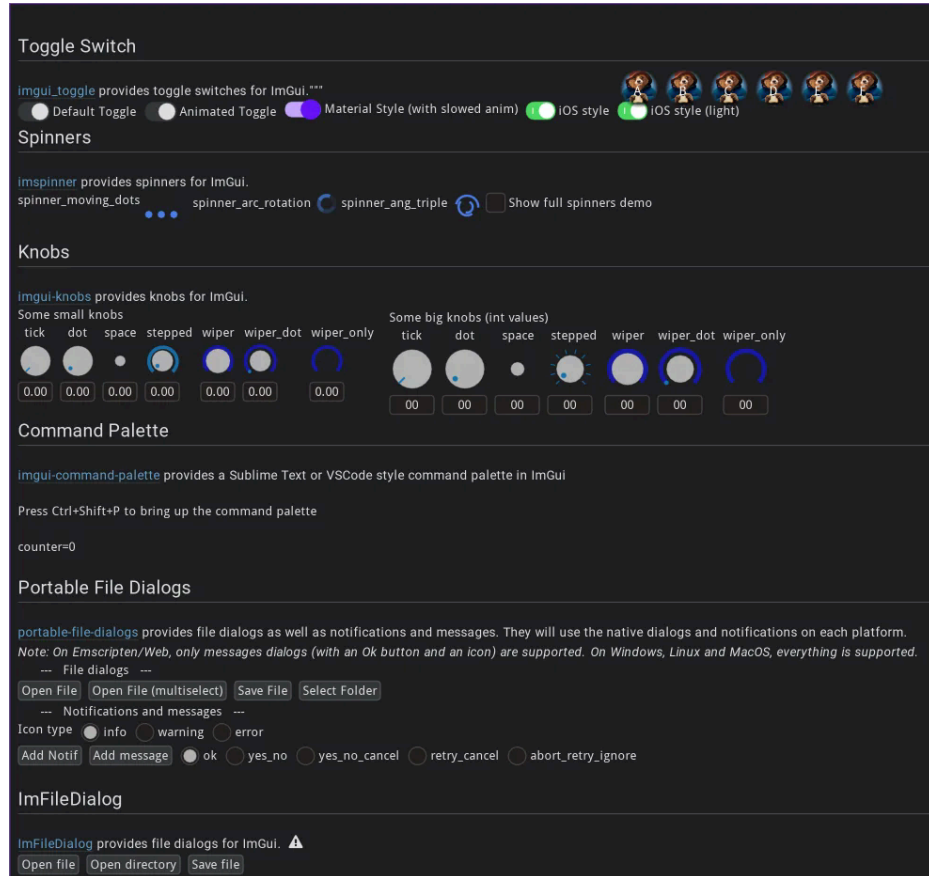 Toggle Switch
imgui_toggle provides toggle switches for ImGui."""
A B C D E F
Default Toggle Animated Toggle Material Style (with slowed anim) iOS style iOS style (light)
Spinners
imspinner provides spinners for ImGui.
spinner_moving_dots spinner_arc_rotation spinner_ang_triple Show full spinners demo
Knobs
imgui-knobs provides knobs for ImGui.
Some small knobs
tick dot space stepped wiper wiper_dot wiper_only
0.00 0.00 0.00 0.00 0.00 0.00 0.00
Some big knobs (int values)
tick dot space stepped wiper wiper_dot wiper_only
00 00 00 00 00 00 00
Command Palette
imgui-command-palette provides a Sublime Text or VSCode style command palette in ImGui
Press Ctrl+Shift+P to bring up the command palette
counter=0
Portable File Dialogs
portable-file-dialogs provides file dialogs as well as notifications and messages. They will use the native dialogs and notifications on each platform.
Note: On Emscripten/Web, only messages dialogs (with an Ok button and an icon) are supported. On Windows, Linux and MacOS, everything is supported.
--- File dialogs ---
Open File Open File (multiselect) Save File Select Folder
--- Notifications and messages ---
Icon type info warning error
Add Notif Add message ok yes_no yes_no_cancel retry_cancel abort_retry_ignore
ImFileDialog
ImFileDialog provides file dialogs for ImGui.
Open file Open directory Save file